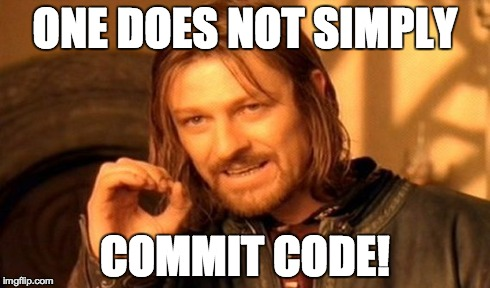 ONE DOES NOT SIMPLY
COMMIT CODE!
imgflip.com